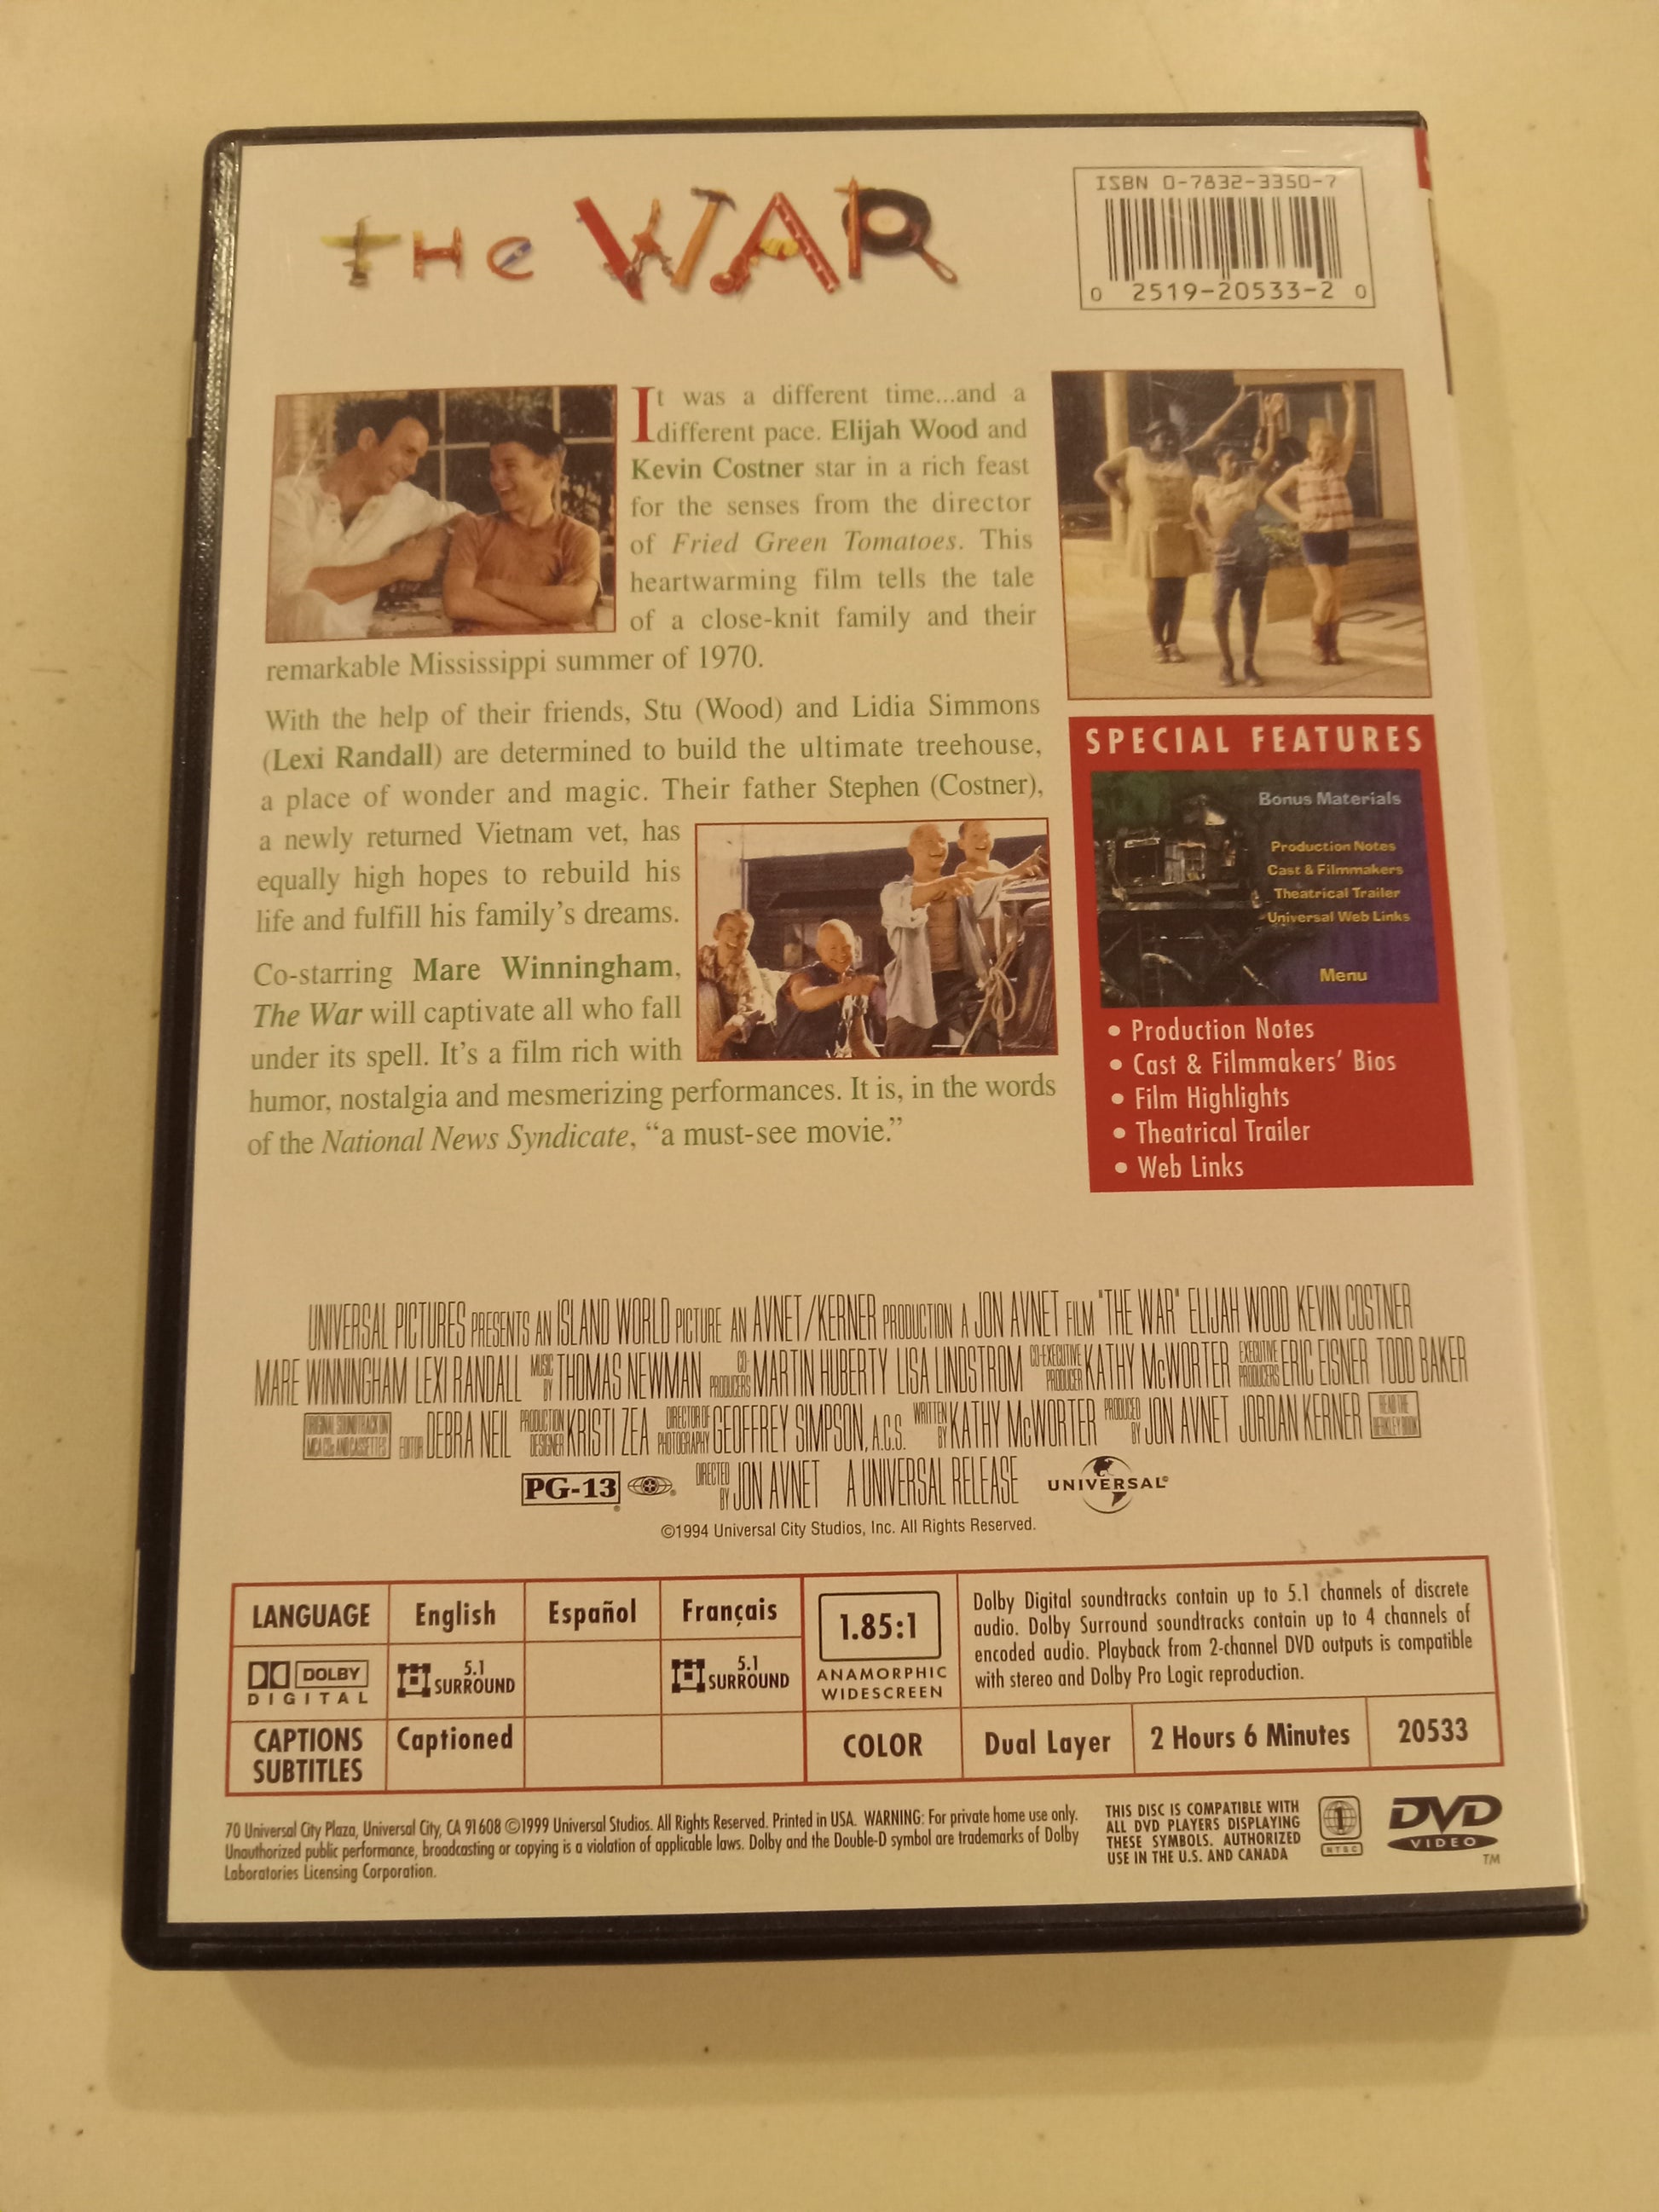 the WAR
ISBN 0-7832-3350-7
0 2519-20533-2 0
It was a different time...and a
different pace. Elijah Wood and
Kevin Costner star in a rich feast
for the senses from the director
of Fried Green Tomatoes. This
heartwarming film tells the tale
of a close-knit family and their
remarkable Mississippi summer of 1970.
With the help of their friends, Stu (Wood) and Lidia Simmons
(Lexi Randall) are determined to build the ultimate treehouse,
a place of wonder and magic. Their father Stephen (Costner),
a newly returned Vietnam vet, has
equally high hopes to rebuild his
life and fulfill his family's dreams.
Co-starring Mare Winningham,
The War will captivate all who fall
under its spell. It's a film rich with
humor, nostalgia and mesmerizing performances. It is, in the words
of the National News Syndicate, "a must-see movie."
SPECIAL FEATURES
Bonus Materials
Production Notes
Cast & Filmmakers
Theatrical Trailer
Universal Web Links
Menu
• Production Notes
• Cast & Filmmakers' Bios
• Film Highlights
• Theatrical Trailer
• Web Links
UNIVERSAL PICTURES PRESENTS AN ISLAND WORLD PICTURE AN AVNET/KERNER PRODUCTION A JON AVNET FILM "THE WAR" ELIJAH WOOD KEVIN COSTNER
MARE WINNINGHAM LEXI RANDALL MUSIC BY THOMAS NEWMAN CO-PRODUCERS MARTIN HUBERTY LISA LINDSTROM CO-EXECUTIVE PRODUCER KATHY McWORTER EXECUTIVE PRODUCERS ERIC EISNER TODD BAKER
ORIGINAL SOUNDTRACK ON MCA CDs AND CASSETTES EDITOR DEBRA NEIL PRODUCTION DESIGNER KRISTI ZEA DIRECTOR OF PHOTOGRAPHY GEOFFREY SIMPSON, A.C.S. WRITTEN BY KATHY McWORTER PRODUCED BY JON AVNET JORDAN KERNER READ THE BERKLEY BOOK
PG-13 ® DIRECTED BY JON AVNET A UNIVERSAL RELEASE UNIVERSAL®
©1994 Universal City Studios, Inc. All Rights Reserved.
LANGUAGE English Español Français
DOLBY DIGITAL 5.1 SURROUND 5.1 SURROUND
CAPTIONS SUBTITLES Captioned
1.85:1
ANAMORPHIC
WIDESCREEN
Dolby Digital soundtracks contain up to 5.1 channels of discrete
audio. Dolby Surround soundtracks contain up to 4 channels of
encoded audio. Playback from 2-channel DVD outputs is compatible
with stereo and Dolby Pro Logic reproduction.
COLOR Dual Layer 2 Hours 6 Minutes 20533
70 Universal City Plaza, Universal City, CA 91608 ©1999 Universal Studios. All Rights Reserved. Printed in USA. WARNING: For private home use only.
Unauthorized public performance, broadcasting or copying is a violation of applicable laws. Dolby and the Double-D symbol are trademarks of Dolby
Laboratories Licensing Corporation.
THIS DISC IS COMPATIBLE WITH
ALL DVD PLAYERS DISPLAYING
THESE SYMBOLS. AUTHORIZED
USE IN THE U.S. AND CANADA
1
NTSC
DVD
VIDEO
TM